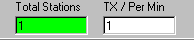 Total Stations TX / Per Min
1 1